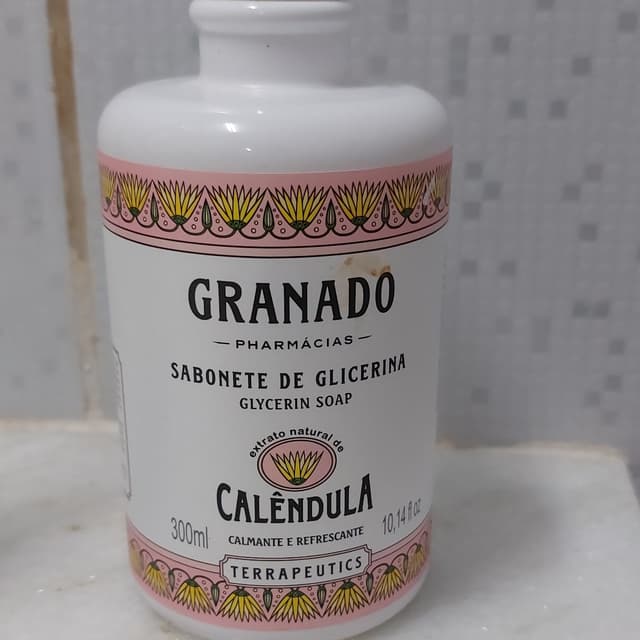 GRANADO
PHARMÁCIAS
SABONETE DE GLICERINA
GLYCERIN SOAP
extrato natural de
CALÊNDULA
300ml
CALMANTE E REFRESCANTE
10,14 fl oz
TERRAPEUTICS